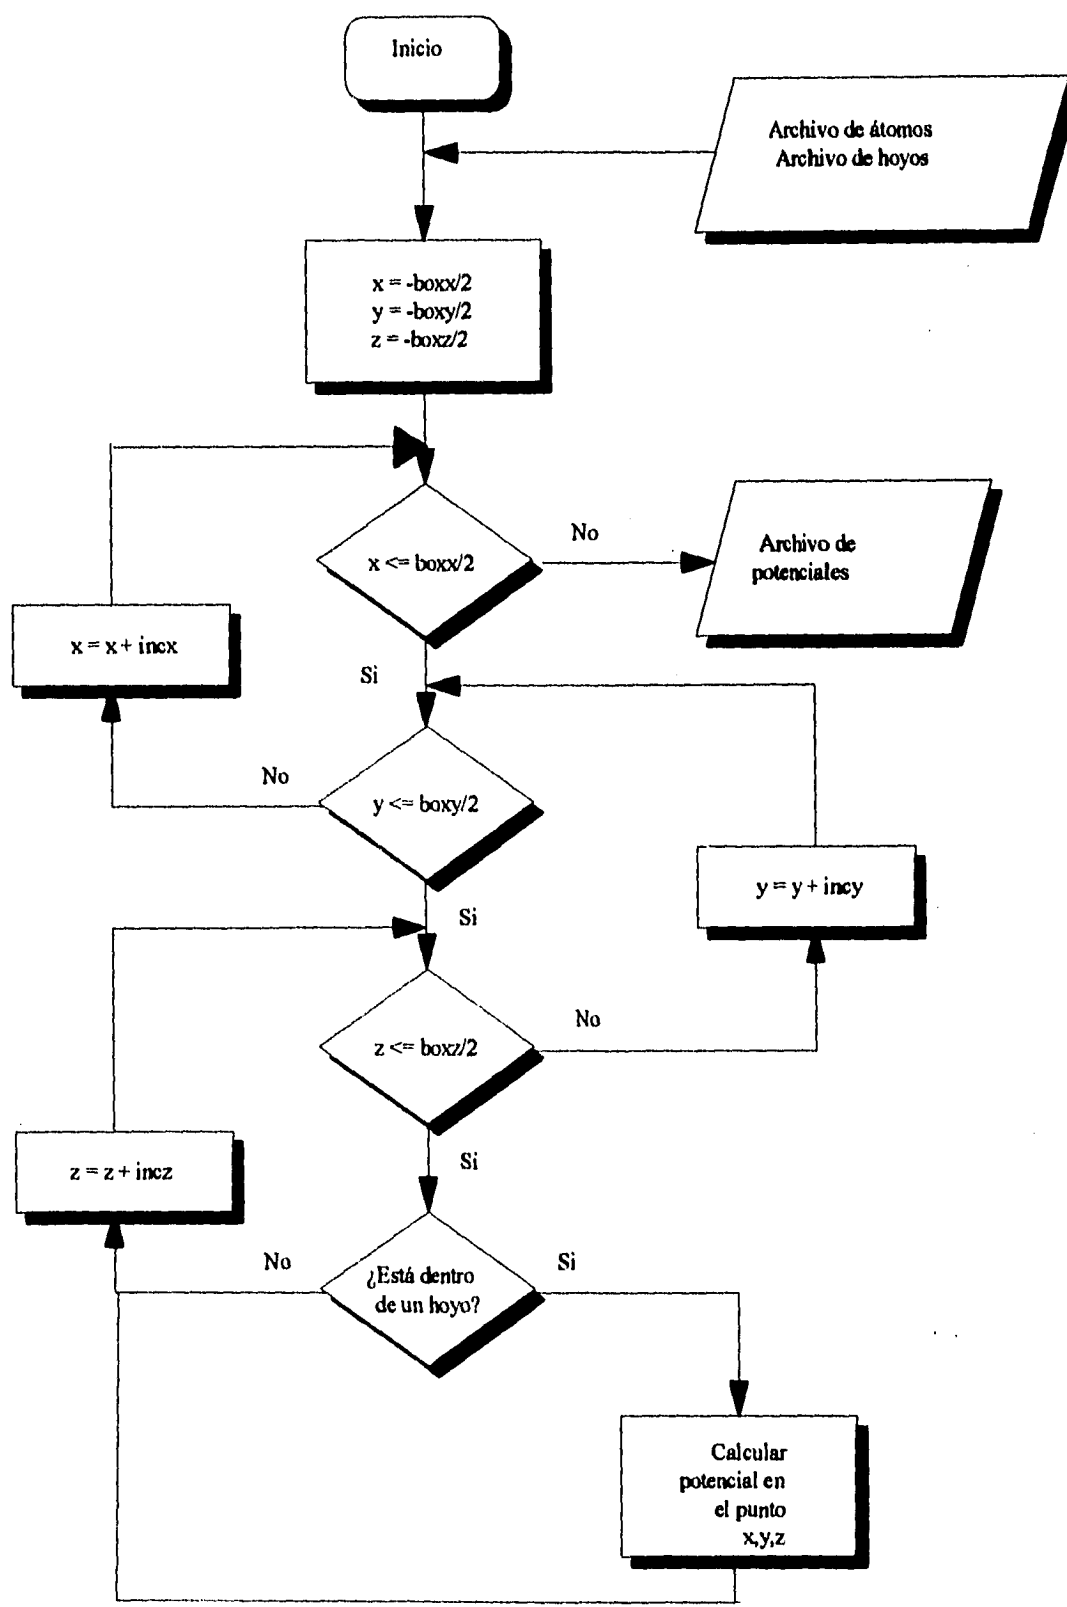 Inicio
Archivo de átomos
Archivo de hoyos
x = -boxx/2
y = -boxy/2
z = -boxz/2
x <= boxx/2
No
Archivo de
potenciales
x = x + incx
Si
No
y <= boxy/2
y = y + incy
Si
z <= boxz/2
No
z = z + incz
Si
No
¿Está dentro
de un hoyo?
Si
Calcular
potencial en
el punto
x,y,z